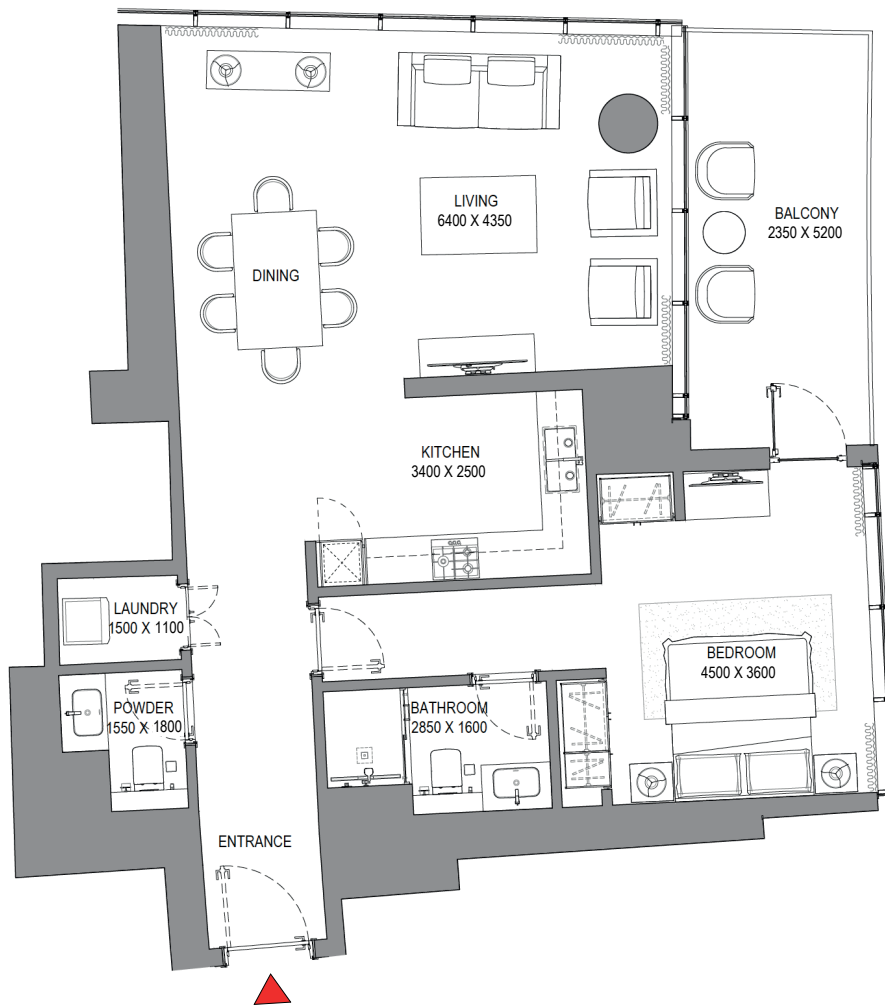 LIVING
6400 X 4350
BALCONY
2350 X 5200
DINING
KITCHEN
3400 X 2500
LAUNDRY
1500 X 1100
BEDROOM
4500 X 3600
POWDER
1550 X 1800
BATHROOM
2850 X 1600
ENTRANCE